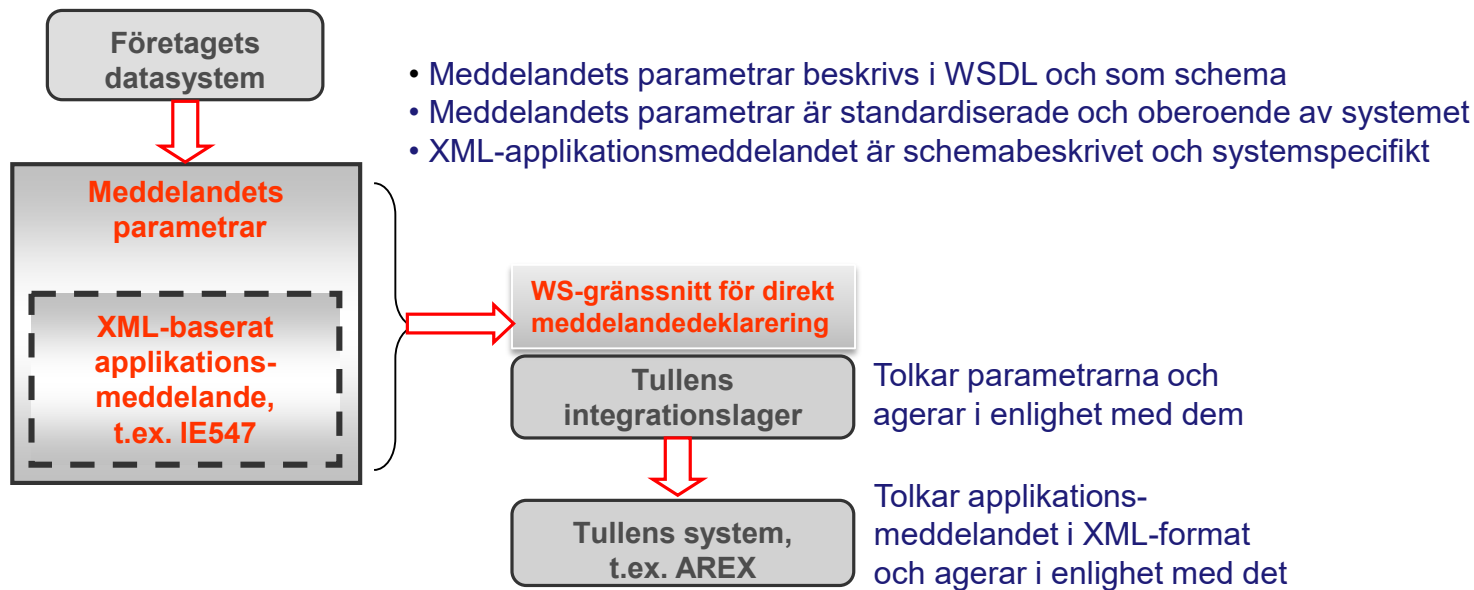 Företagets
datasystem
• Meddelandets parametrar beskrivs i WSDL och som schema
• Meddelandets parametrar är standardiserade och oberoende av systemet
• XML-applikationsmeddelandet är schemabeskrivet och systemspecifikt
Meddelandets
parametrar
XML-baserat
applikations-
meddelande,
t.ex. IE547
WS-gränssnitt för direkt
meddelandedeklarering
Tullens
integrationslager
Tolkar parametrarna och
agerar i enlighet med dem
Tullens system,
t.ex. AREX
Tolkar applikations-
meddelandet i XML-format
och agerar i enlighet med det